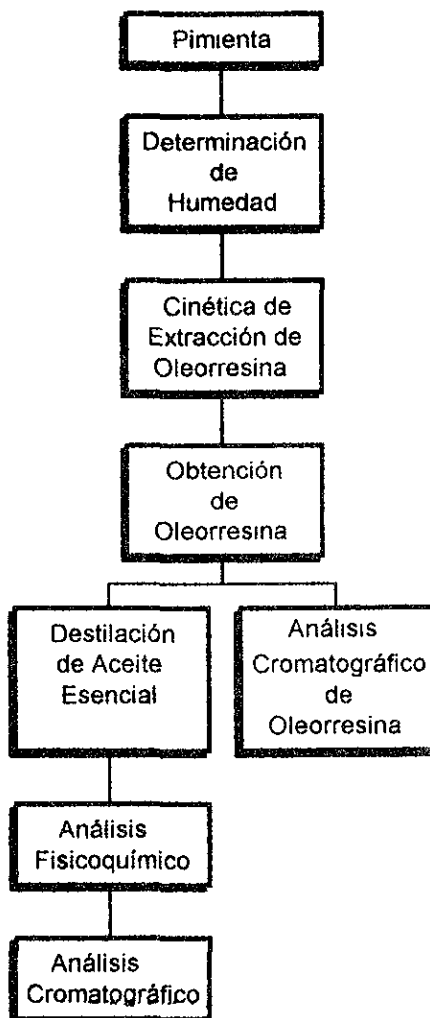 Pimienta
Determinación
de
Humedad
Cinética de
Extracción de
Oleorresina
Obtención
de
Oleorresina
Destilación
de Aceite
Esencial
Análisis
Cromatográfico
de
Oleorresina
Análisis
Fisicoquímico
Análisis
Cromatográfico